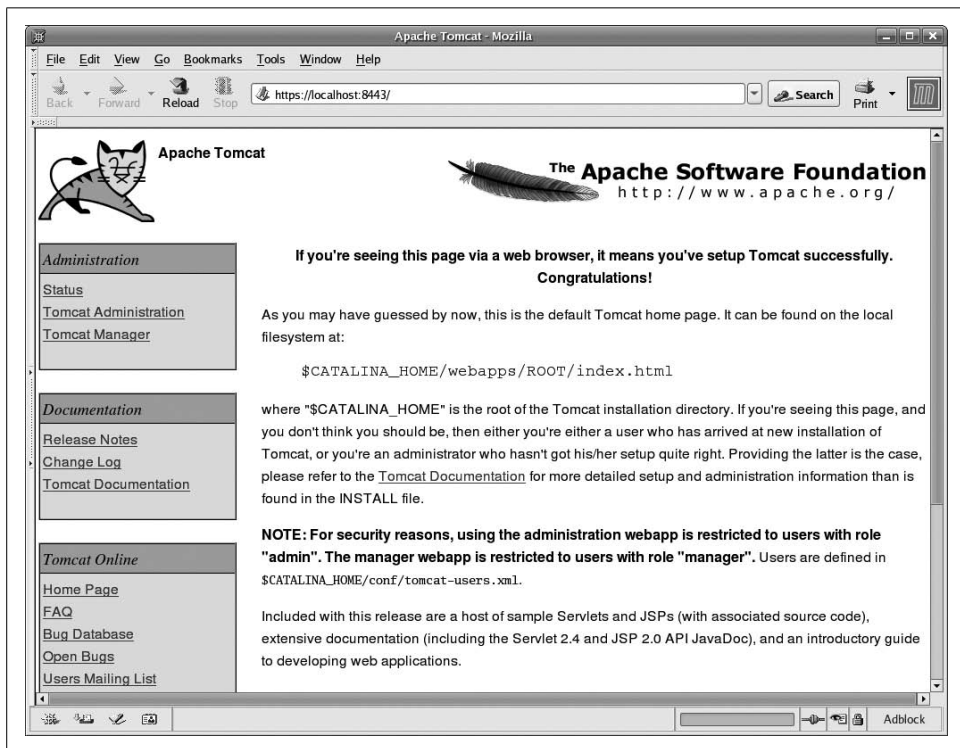 Apache Tomcat - Mozilla
File Edit View Go Bookmarks Tools Window Help
Back Forward Reload Stop
https://localhost:8443/
Search
Print
Apache Tomcat
The Apache Software Foundation
http://www.apache.org/
Administration
Status
Tomcat Administration
Tomcat Manager
Documentation
Release Notes
Change Log
Tomcat Documentation
Tomcat Online
Home Page
FAQ
Bug Database
Open Bugs
Users Mailing List
If you're seeing this page via a web browser, it means you've setup Tomcat successfully.
Congratulations!
As you may have guessed by now, this is the default Tomcat home page. It can be found on the local
filesystem at:
$CATALINA_HOME/webapps/ROOT/index.html
where "$CATALINA_HOME" is the root of the Tomcat installation directory. If you're seeing this page, and
you don't think you should be, then either you're either a user who has arrived at new installation of
Tomcat, or you're an administrator who hasn't got his/her setup quite right. Providing the latter is the case,
please refer to the Tomcat Documentation for more detailed setup and administration information than is
found in the INSTALL file.
NOTE: For security reasons, using the administration webapp is restricted to users with role
"admin". The manager webapp is restricted to users with role "manager". Users are defined in
$CATALINA_HOME/conf/tomcat-users.xml.
Included with this release are a host of sample Servlets and JSPs (with associated source code),
extensive documentation (including the Servlet 2.4 and JSP 2.0 API JavaDoc), and an introductory guide
to developing web applications.
Adblock